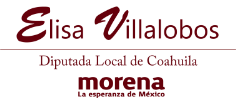 Elisa Villalobos
Diputada Local de Coahuila
morena
La esperanza de México